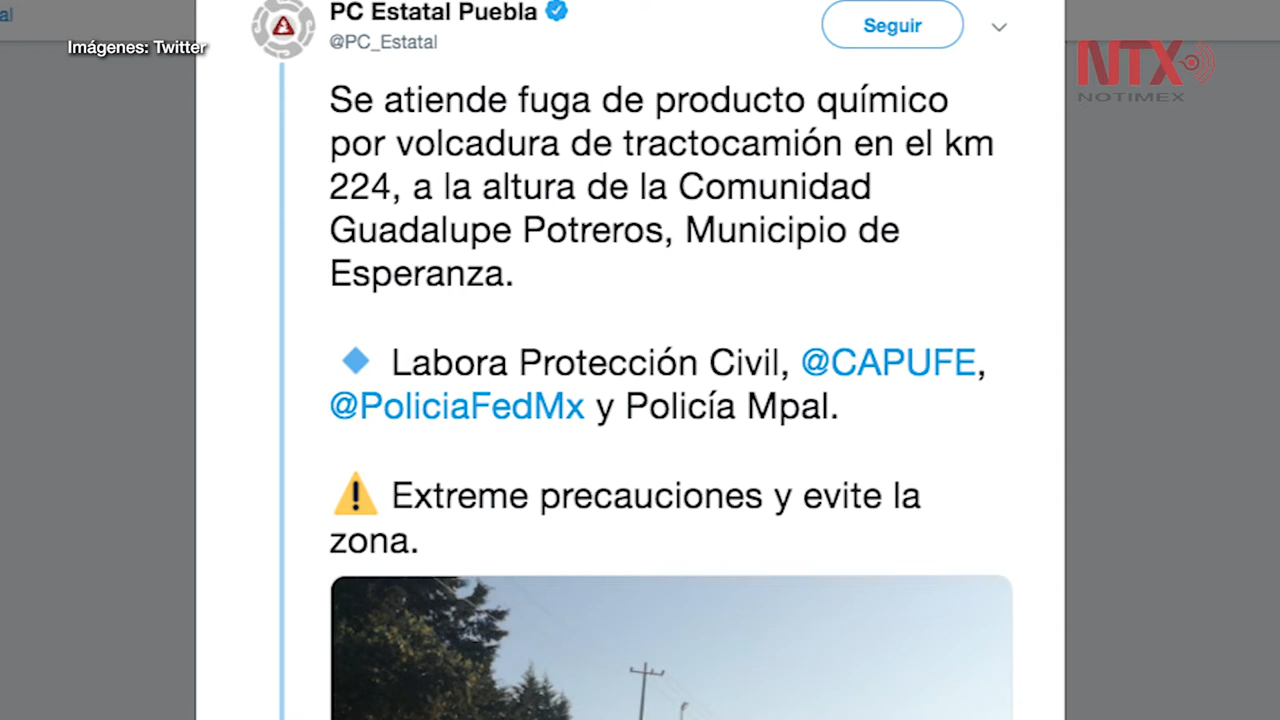 al
Imágenes: Twitter
PC Estatal Puebla
@PC_Estatal
Seguir
NTX
NOTIMEX
Se atiende fuga de producto químico
por volcadura de tractocamión en el km
224, a la altura de la Comunidad
Guadalupe Potreros, Municipio de
Esperanza.
🔹 Labora Protección Civil, @CAPUFE,
@PoliciaFedMx y Policía Mpal.
⚠️ Extreme precauciones y evite la
zona.